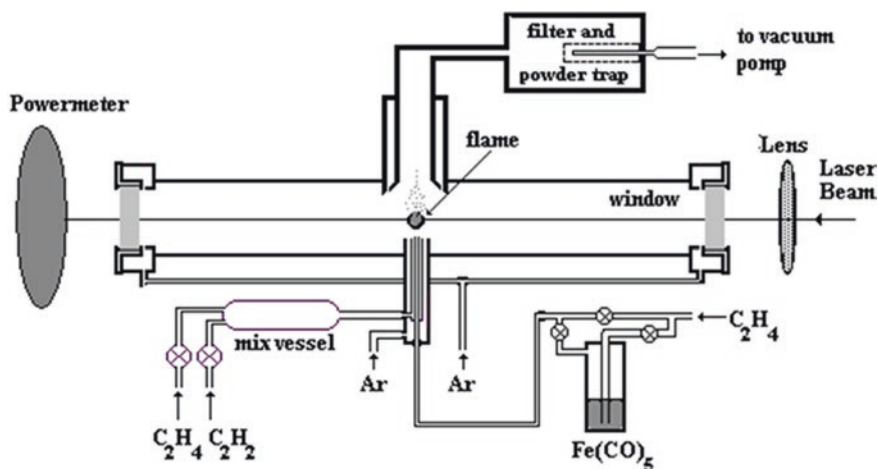 filter and
powder trap
to vacuum
pomp
Powermeter
flame
Lens
Laser
Beam
window
mix vessel
Ar
Ar
C2H4
C2H4
C2H2
Fe(CO)5